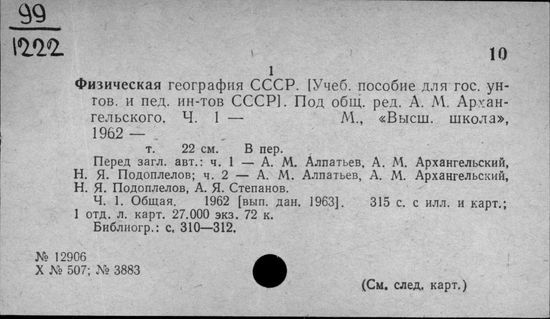 99
1222
10
1
Физическая география СССР. [Учеб. пособие для гос. ун-
тов. и пед. ин-тов СССР]. Под общ. ред. А. М. Архан-
гельского. Ч. 1 — М., «Высш. школа»,
1962 —
т. 22 см. В пер.
Перед загл. авт.: ч. 1 — А. М. Алпатьев, А. М. Архангельский,
Н. Я. Подоплелов; ч. 2 — А. М. Алпатьев, А. М. Архангельский,
Н. Я. Подоплелов, А. Я. Степанов.
Ч. 1. Общая. 1962 [вып. дан. 1963]. 315 с. с илл. и карт.;
1 отд. л. карт. 27.000 экз. 72 к.
Библиогр.: с. 310—312.
№ 12906
Х № 507; № 3883
(См. след. карт.)